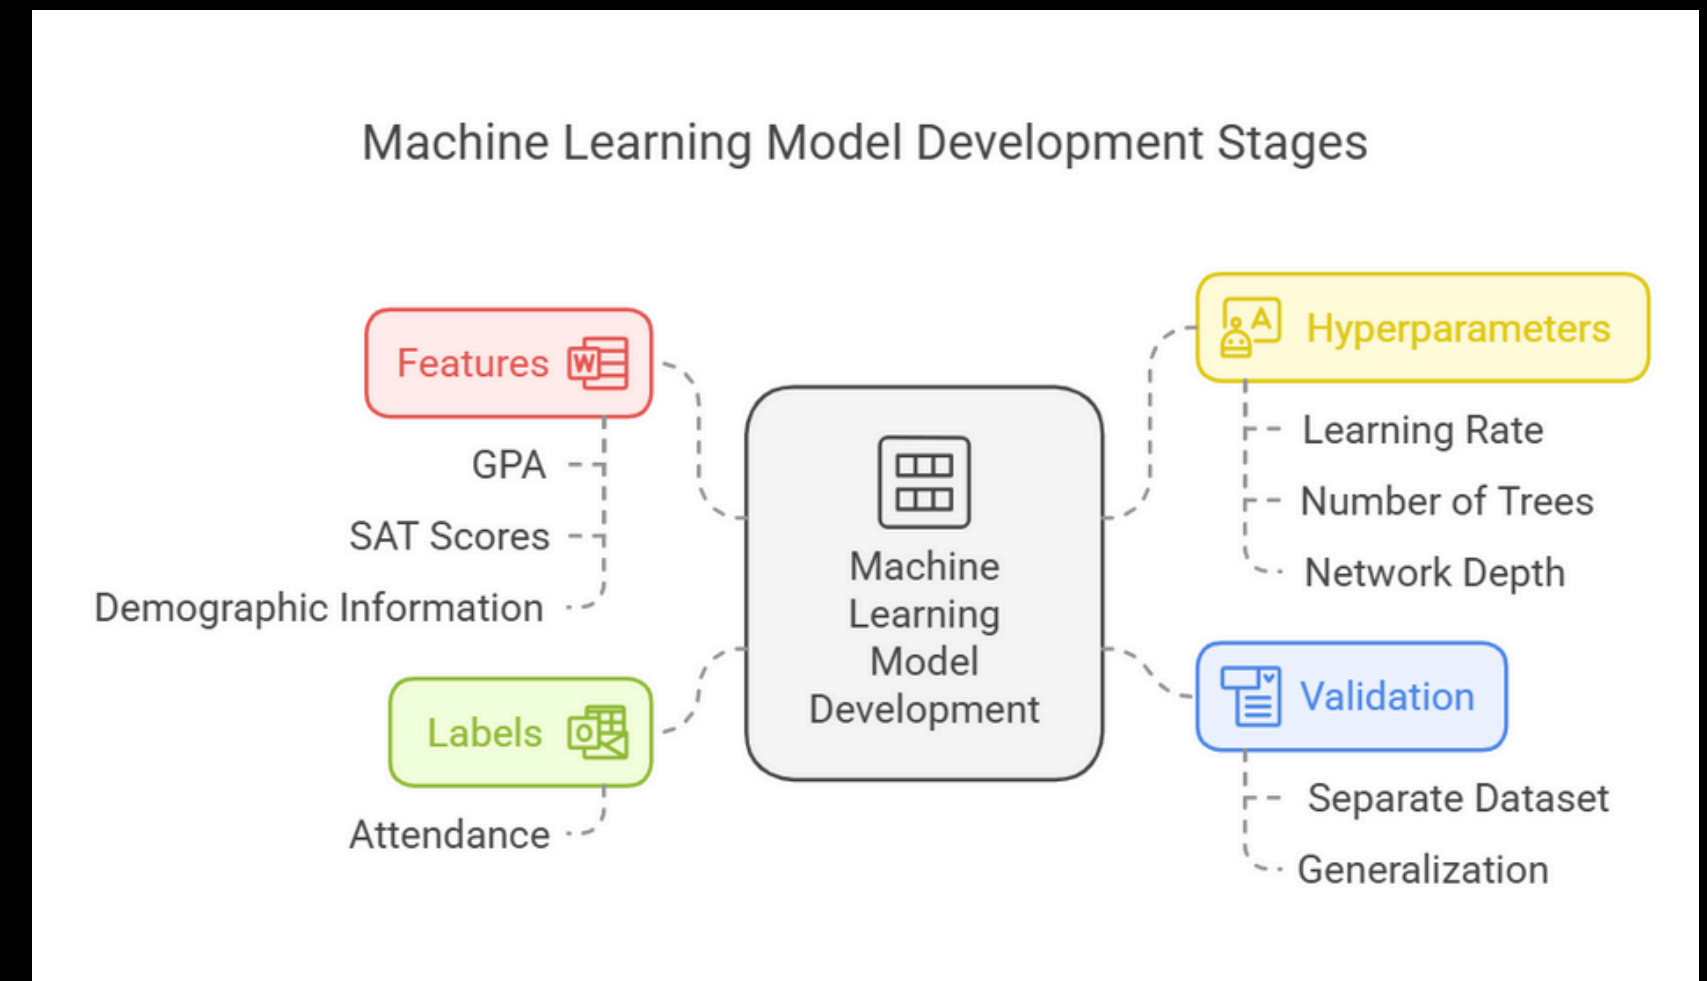 Machine Learning Model Development Stages
Features
W
GPA
SAT Scores
Demographic Information
Labels
O
Attendance
Machine
Learning
Model
Development
A
Hyperparameters
Learning Rate
Number of Trees
Network Depth
Validation
Separate Dataset
Generalization